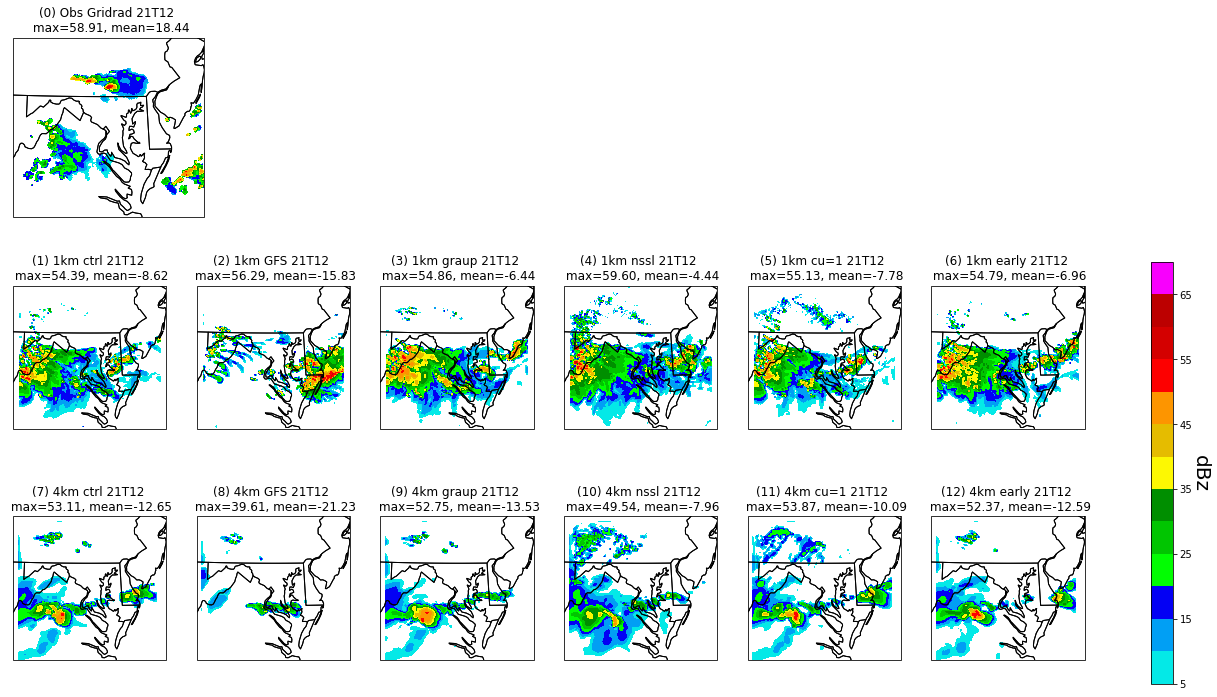 (0) Obs Gridrad 21T12
max=58.91, mean=18.44
(1) 1km ctrl 21T12
max=54.39, mean=-8.62
(2) 1km GFS 21T12
max=56.29, mean=-15.83
(3) 1km graup 21T12
max=54.86, mean=-6.44
(4) 1km nssl 21T12
max=59.60, mean=-4.44
(5) 1km cu=1 21T12
max=55.13, mean=-7.78
(6) 1km early 21T12
max=54.79, mean=-6.96
(7) 4km ctrl 21T12
max=53.11, mean=-12.65
(8) 4km GFS 21T12
max=39.61, mean=-21.23
(9) 4km graup 21T12
max=52.75, mean=-13.53
(10) 4km nssl 21T12
max=49.54, mean=-7.96
(11) 4km cu=1 21T12
max=53.87, mean=-10.09
(12) 4km early 21T12
max=52.37, mean=-12.59
65
55
45
35
25
15
5
dBz